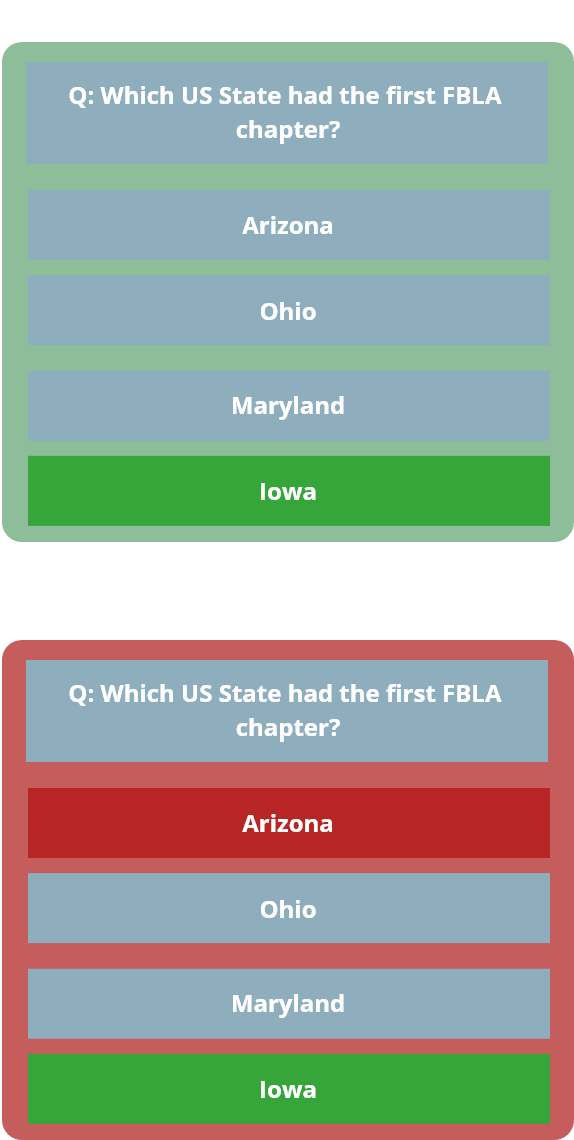 Q: Which US State had the first FBLA
chapter?
Arizona
Ohio
Maryland
Iowa
Q: Which US State had the first FBLA
chapter?
Arizona
Ohio
Maryland
Iowa